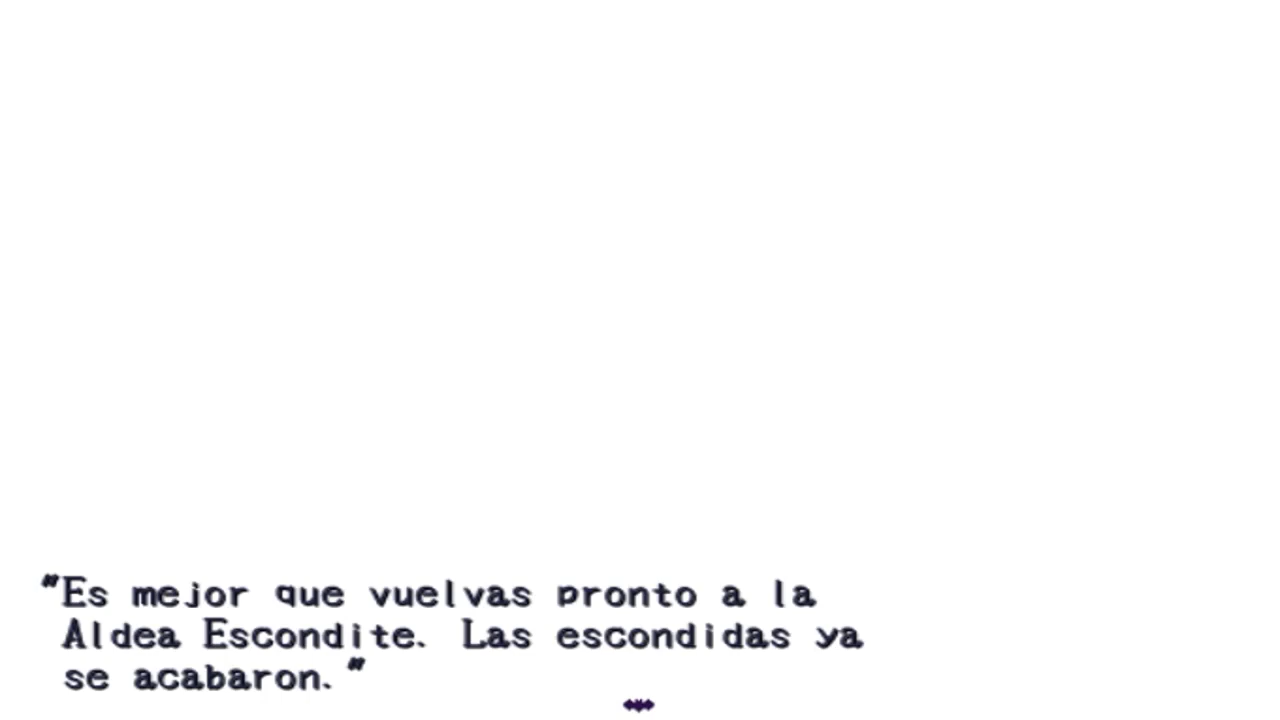 "Es mejor que vuelvas pronto a la
Aldea Escondite. Las escondidas ya
se acabaron."